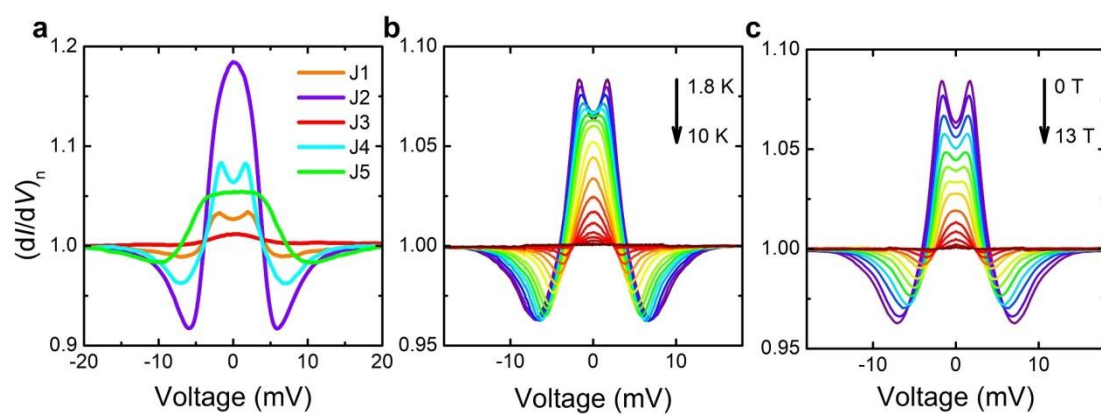 a
(dI/dV)n
1.2
1.1
1.0
0.9
-20 -10 0 10 20
Voltage (mV)
J1
J2
J3
J4
J5
b
1.10
1.05
1.00
0.95
-10 0 10
Voltage (mV)
1.8 K
10 K
c
1.10
1.05
1.00
0.95
-10 0 10
Voltage (mV)
0 T
13 T